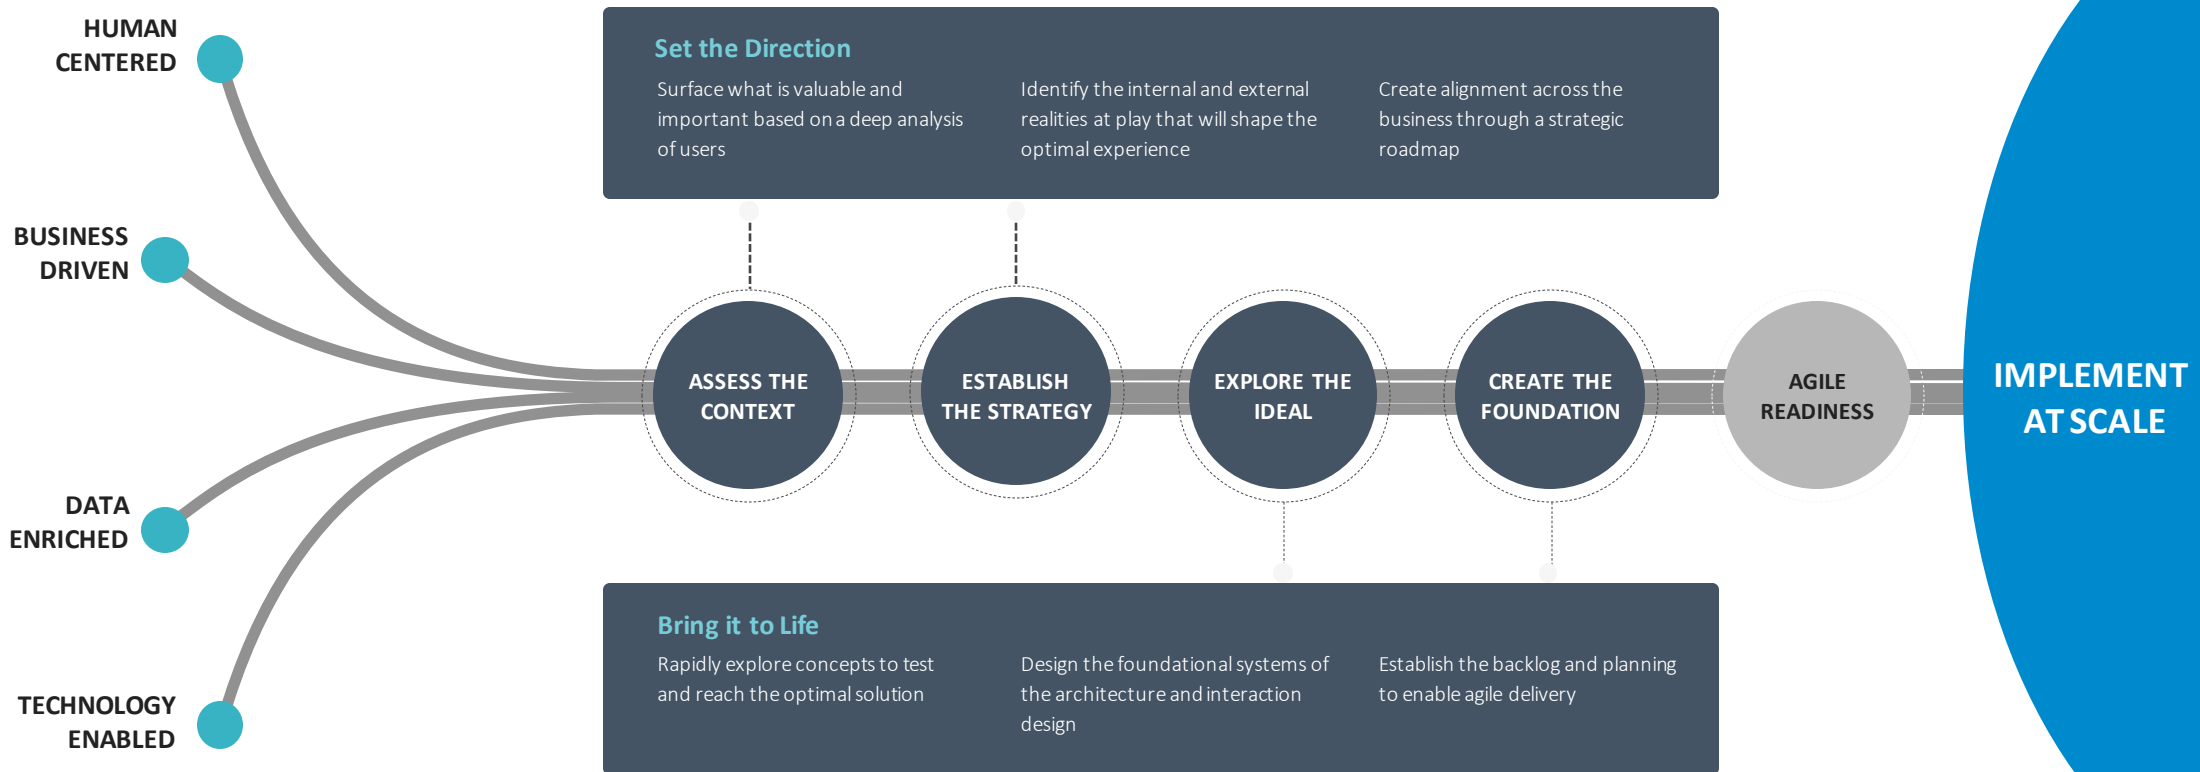 HUMAN
CENTERED
BUSINESS
DRIVEN
DATA
ENRICHED
TECHNOLOGY
ENABLED
Set the Direction
Surface what is valuable and
important based on a deep analysis
of users
Identify the internal and external
realities at play that will shape the
optimal experience
Create alignment across the
business through a strategic
roadmap
ASSESS THE
CONTEXT
ESTABLISH
THE STRATEGY
EXPLORE THE
IDEAL
CREATE THE
FOUNDATION
AGILE
READINESS
IMPLEMENT
AT SCALE
Bring it to Life
Rapidly explore concepts to test
and reach the optimal solution
Design the foundational systems of
the architecture and interaction
design
Establish the backlog and planning
to enable agile delivery